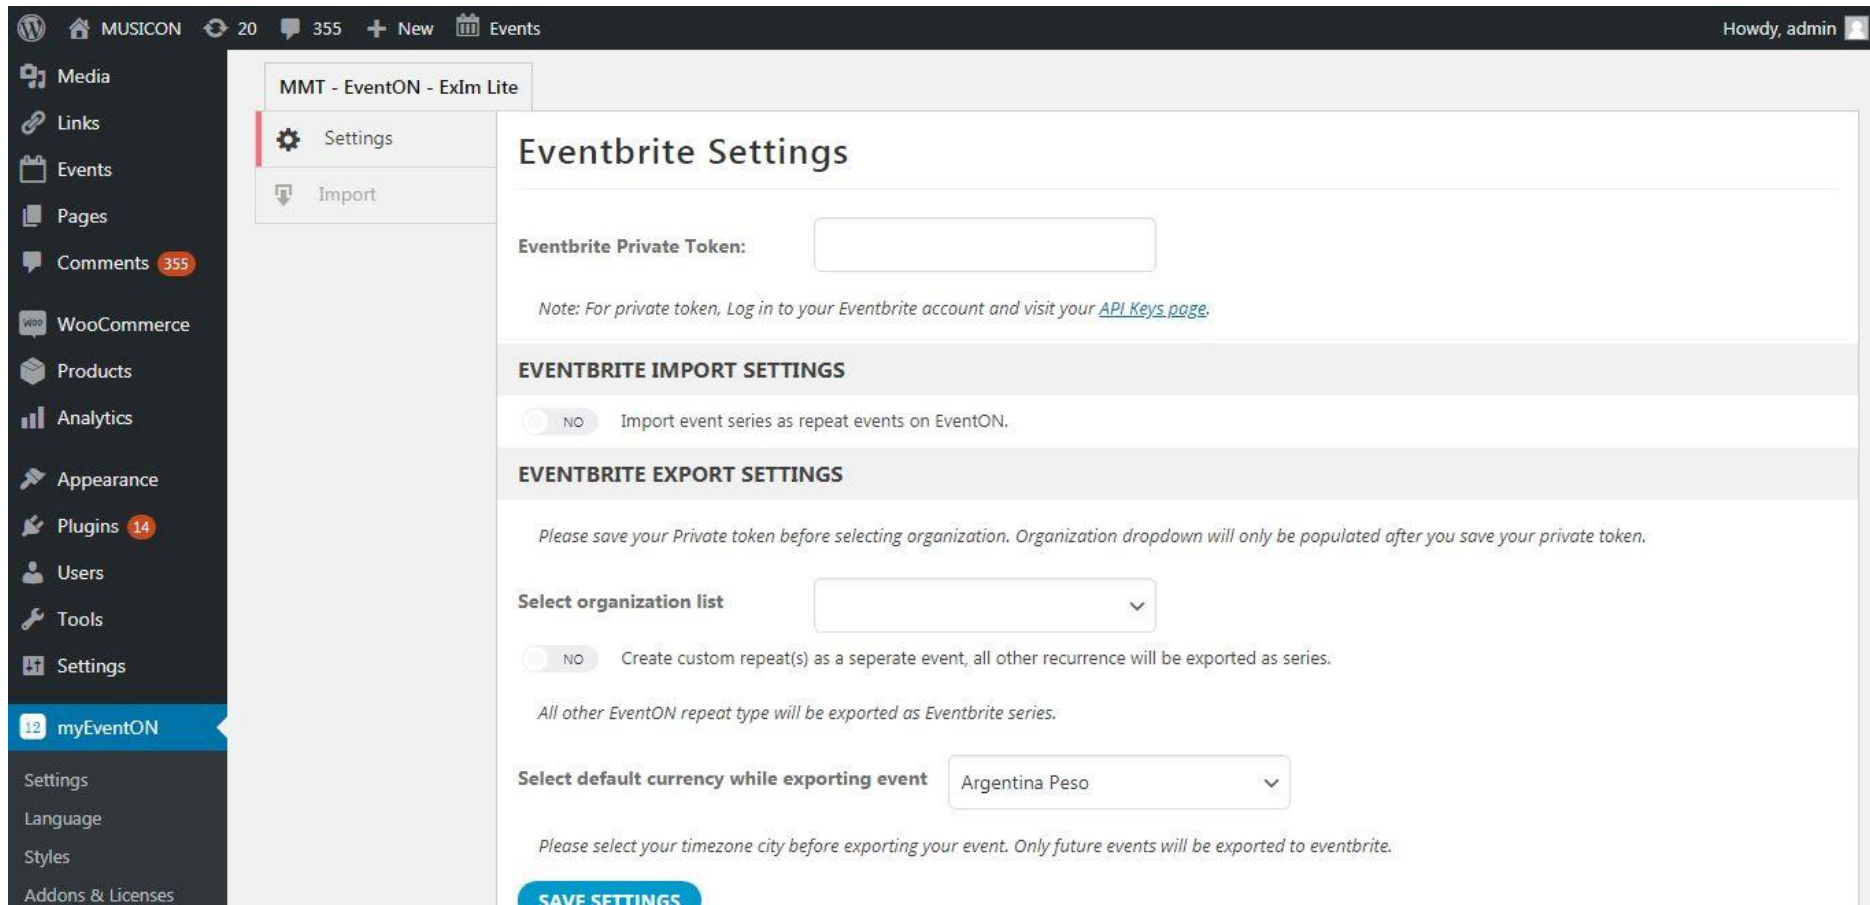 MUSICON 20 355 New Events Howdy, admin
Media
Links
Events
Pages
Comments 355
Woo WooCommerce
Products
Analytics
Appearance
Plugins 14
Users
Tools
Settings
12 myEventON
Settings
Language
Styles
Addons & Licenses
MMT - EventON - ExIm Lite
Settings
Import
Eventbrite Settings
Eventbrite Private Token:
Note: For private token, Log in to your Eventbrite account and visit your API Keys page.
EVENTBRITE IMPORT SETTINGS
NO Import event series as repeat events on EventON.
EVENTBRITE EXPORT SETTINGS
Please save your Private token before selecting organization. Organization dropdown will only be populated after you save your private token.
Select organization list
NO Create custom repeat(s) as a seperate event, all other recurrence will be exported as series.
All other EventON repeat type will be exported as Eventbrite series.
Select default currency while exporting event Argentina Peso
Please select your timezone city before exporting your event. Only future events will be exported to eventbrite.
SAVE SETTINGS